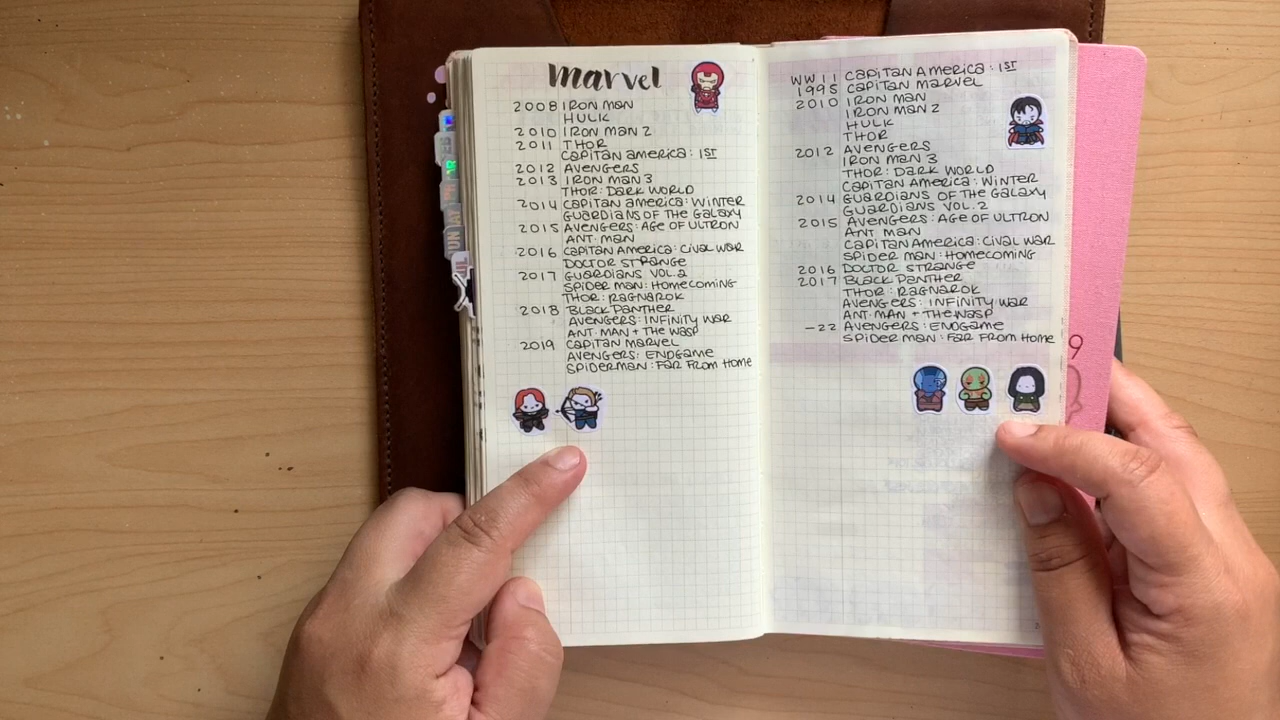 marvel
2008 IRON MAN
HULK
2010 IRON MAN 2
2011 THOR
CAPITAN AMERICA: 1ST
2012 AVENGERS
2013 IRON MAN 3
THOR: DARK WORLD
2014 CAPITAN AMERICA: WINTER
GUARDIANS OF THE GALAXY
2015 AVENGERS: AGE OF ULTRON
ANT MAN
2016 CAPITAN AMERICA: CIVAL WAR
DOCTOR STRANGE
2017 GUARDIANS VOL. 2
SPIDER MAN: HOMECOMING
THOR: RAGNAROK
2018 BLACK PANTHER
AVENGERS: INFINITY WAR
ANT. MAN + THE WASP
2019 CAPITAN MARVEL
AVENGERS: ENDGAME
SPIDERMAN: FAR FROM HOME
WW11 CAPITAN AMERICA: 1ST
1995 CAPITAN MARVEL
2010 IRON MAN
IRON MAN 2
HULK
THOR
2012 AVENGERS
IRON MAN 3
THOR: DARK WORLD
CAPITAN AMERICA: WINTER
2014 GUARDIANS OF THE GALAXY
GUARDIANS VOL. 2
2015 AVENGERS: AGE OF ULTRON
ANT MAN
CAPITAN AMERICA: CIVAL WAR
SPIDER MAN: HOMECOMING
2016 DOCTOR STRANGE
2017 BLACK PANTHER
THOR: RAGNAROK
AVENGERS: INFINITY WAR
ANT. MAN + THE WASP
–22 AVENGERS: ENDGAME
SPIDER MAN: FAR FROM HOME
9